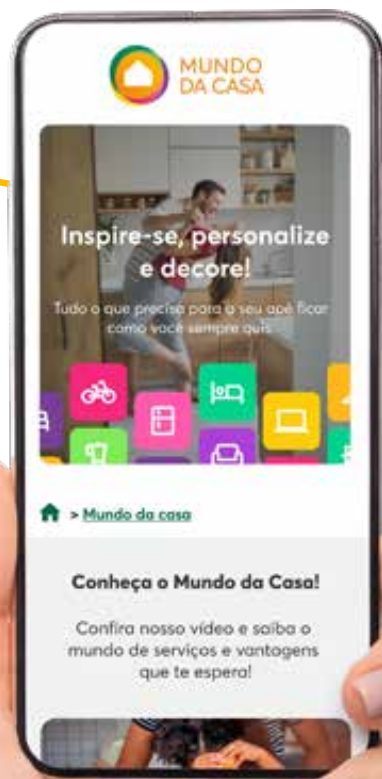 MUNDO
DA CASA
Inspire-se, personalize
e decore!
Tudo o que precisa para o seu apê ficar
como você sempre quis.
> Mundo da casa
Conheça o Mundo da Casa!
Confira nosso vídeo e saiba o
mundo de serviços e vantagens
que te espera!